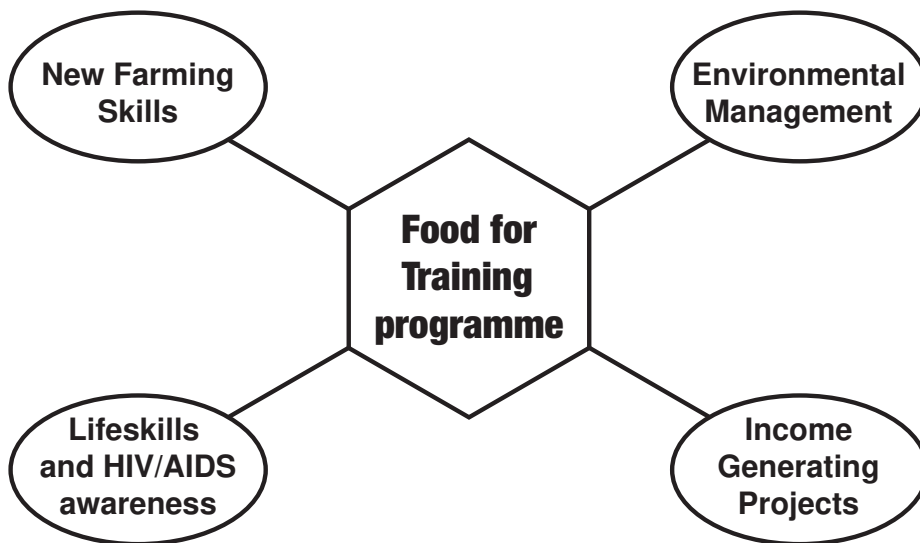 New Farming
Skills
Environmental
Management
Food for
Training
programme
Lifeskills
and HIV/AIDS
awareness
Income
Generating
Projects